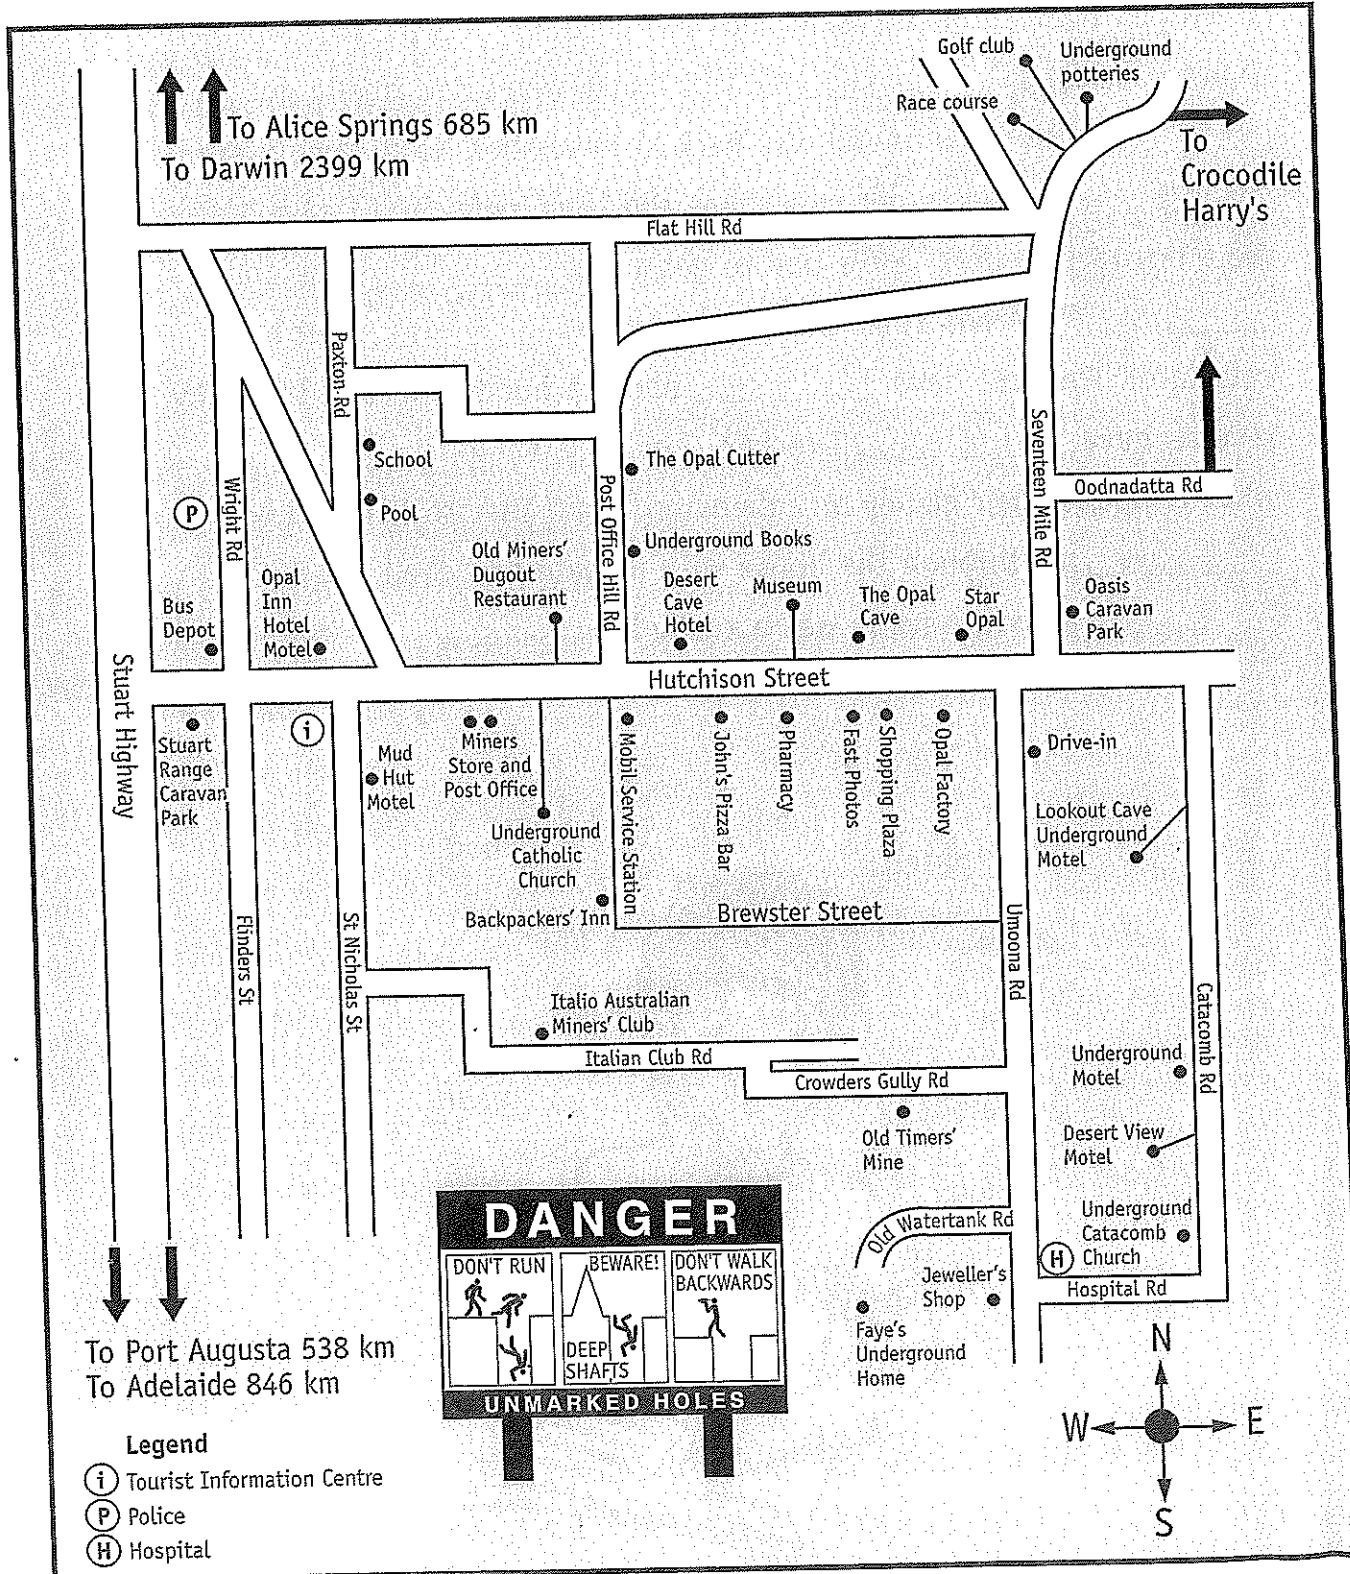 Golf club
Underground
potteries
Race course
To Alice Springs 685 km
To Darwin 2399 km
To
Crocodile
Harry's
Flat Hill Rd
Paxton Rd
School
Pool
Wright Rd
P
Post Office Hill Rd
The Opal Cutter
Underground Books
Seventeen Mile Rd
Oodnadatta Rd
Old Miners'
Dugout
Restaurant
Opal
Inn
Hotel
Motel
Bus
Depot
Desert
Cave
Hotel
Museum
The Opal
Cave
Star
Opal
Oasis
Caravan
Park
Stuart Highway
Hutchison Street
Stuart
Range
Caravan
Park
i
Mud
Hut
Motel
Miners
Store and
Post Office
Underground
Catholic
Church
Backpackers' Inn
Mobil Service Station
John's Pizza Bar
Pharmacy
Fast Photos
Shopping Plaza
Opal Factory
Drive-in
Lookout Cave
Underground
Motel
Brewster Street
Flinders St
St Nicholas St
Umoona Rd
Catacomb Rd
Italio Australian
Miners' Club
Italian Club Rd
Crowders Gully Rd
Underground
Motel
Old Timers'
Mine
Desert View
Motel
Old Watertank Rd
Underground
Catacomb
Church
H
Hospital Rd
Jeweller's
Shop
Faye's
Underground
Home
DANGER
DON'T RUN
BEWARE!
DEEP
SHAFTS
DON'T WALK
BACKWARDS
UNMARKED HOLES
To Port Augusta 538 km
To Adelaide 846 km
N
W
E
S
Legend
i Tourist Information Centre
P Police
H Hospital